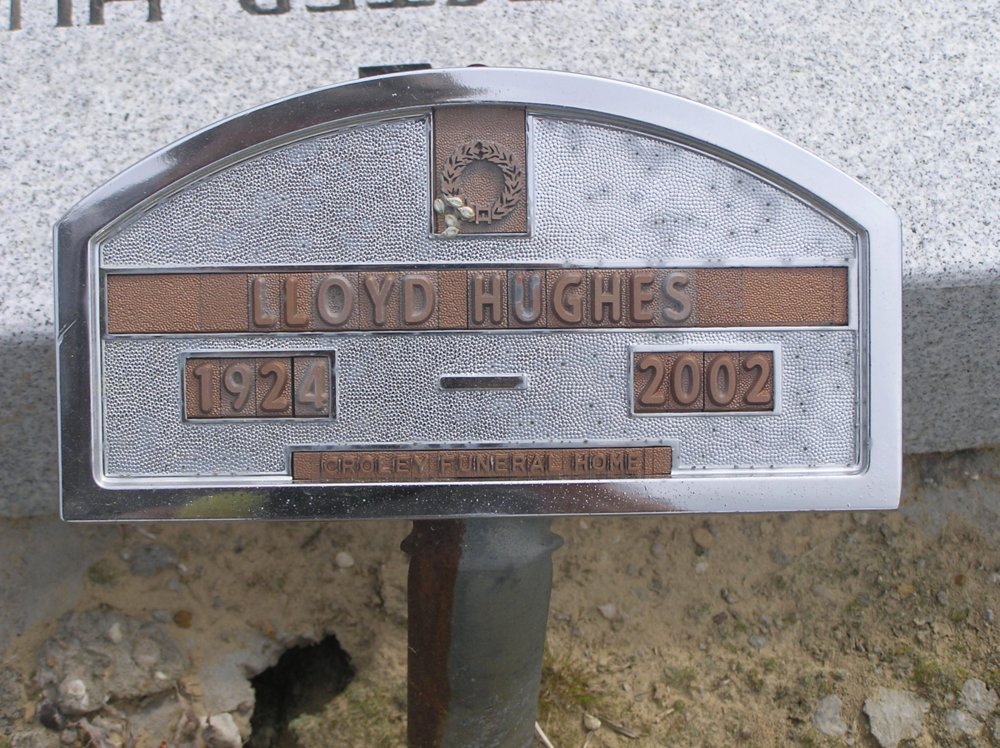 LLOYD HUGHES
1924 – 2002
CROLEY FUNERAL HOME